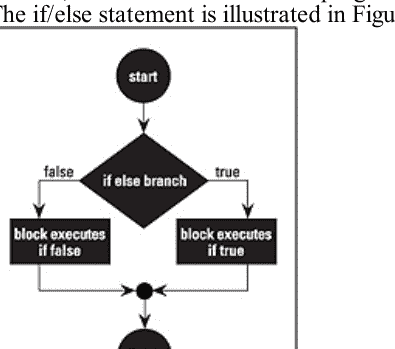 The if/else statement is illustrated in Figu
start
false
if else branch
true
block executes
if false
block executes
if true